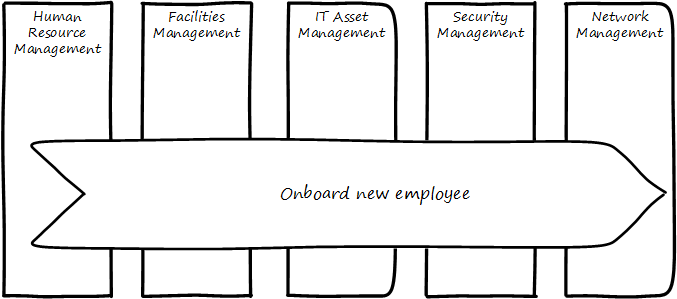 Human
Resource
Management
Facilities
Management
IT Asset
Management
Security
Management
Network
Management
Onboard new employee